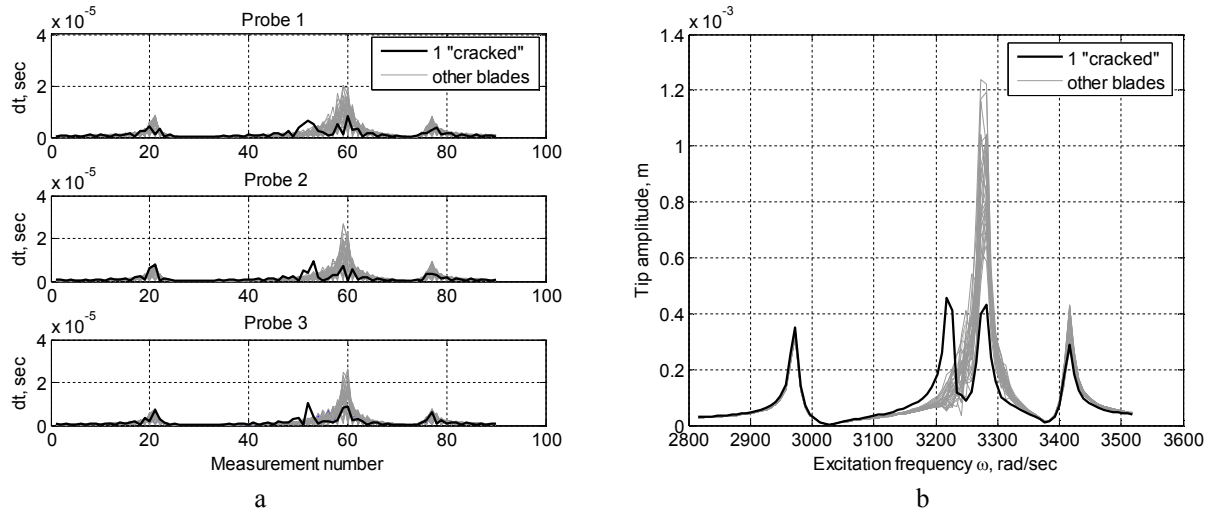 x 10-5
Probe 1
4
2
0
dt, sec
1 "cracked"
other blades
0 20 40 60 80 100
x 10-5
Probe 2
4
2
0
dt, sec
0 20 40 60 80 100
x 10-5
Probe 3
4
2
0
dt, sec
0 20 40 60 80 100
Measurement number
a
x 10-3
1.4
1.2
1
0.8
0.6
0.4
0.2
0
Tip amplitude, m
1 "cracked"
other blades
2800 2900 3000 3100 3200 3300 3400 3500 3600
Excitation frequency ω, rad/sec
b